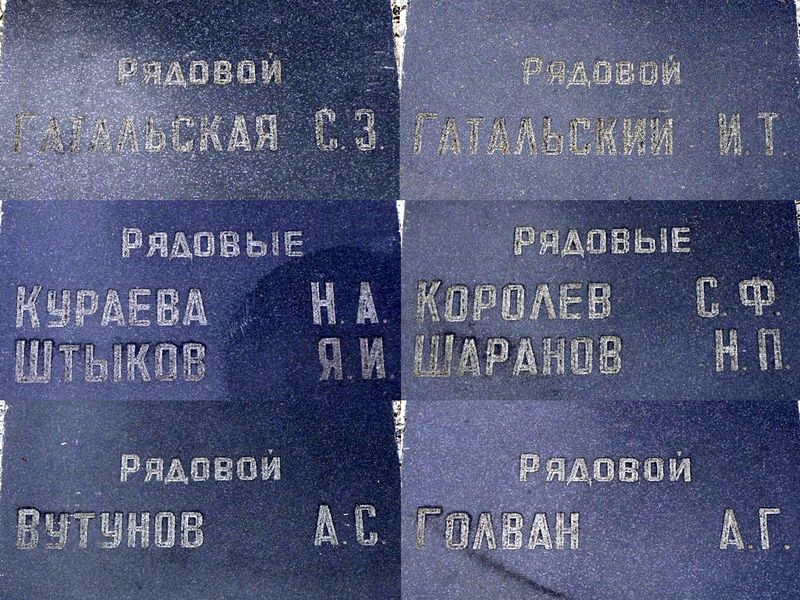 Рядовой
Гатальская С. З.
Рядовой
Гатальский И. Т.
Рядовые
Кураева Н. А.
Штыков Я. И.
Рядовые
Королев С. Ф.
Шаранов Н. П.
Рядовой
Вутунов А. С.
Рядовой
Голван А. Г.